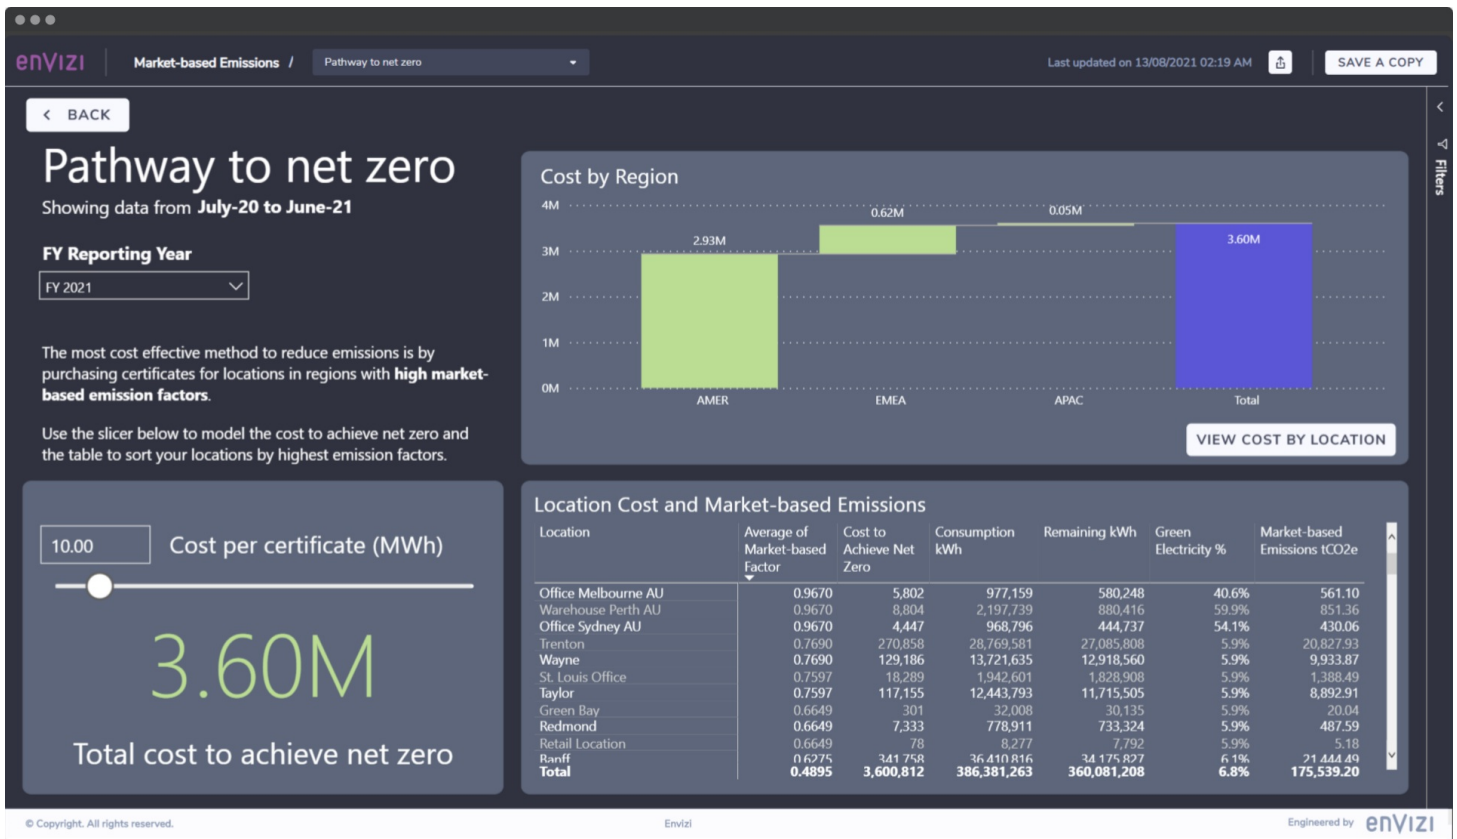 enVIZI
Market-based Emissions /
Pathway to net zero
Last updated on 13/08/2021 02:19 AM
SAVE A COPY
BACK
Filters
Pathway to net zero
Showing data from July-20 to June-21
FY Reporting Year
FY 2021
The most cost effective method to reduce emissions is by
purchasing certificates for locations in regions with high market-
based emission factors.
Use the slicer below to model the cost to achieve net zero and
the table to sort your locations by highest emission factors.
10.00 Cost per certificate (MWh)
3.60M
Total cost to achieve net zero
Cost by Region
4M
3M
2M
1M
0M
2.93M
0.62M
0.05M
3.60M
AMER EMEA APAC Total
VIEW COST BY LOCATION
Location Cost and Market-based Emissions
Location
Average of
Market-based
Factor
Cost to
Achieve Net
Zero
Consumption
kWh
Remaining kWh
Green
Electricity %
Market-based
Emissions tCO2e
Office Melbourne AU 0.9670 5,802 977,159 580,248 40.6% 561.10
Warehouse Perth AU 0.9670 8,804 2,197,739 880,416 59.9% 851.36
Office Sydney AU 0.9670 4,447 968,796 444,737 54.1% 430.06
Trenton 0.7690 270,858 28,769,581 27,085,808 5.9% 20,827.93
Wayne 0.7690 129,186 13,721,635 12,918,560 5.9% 9,933.87
St. Louis Office 0.7597 18,289 1,942,601 1,828,908 5.9% 1,388.49
Taylor 0.7597 117,155 12,443,793 11,715,505 5.9% 8,892.91
Green Bay 0.6649 301 32,008 30,135 5.9% 20.04
Redmond 0.6649 7,333 778,911 733,324 5.9% 487.59
Retail Location 0.6649 78 8,277 7,792 5.9% 5.18
Banff 0.6275 341,758 36,410,816 34,175,827 6.1% 21,444.49
Total 0.4895 3,600,812 386,381,263 360,081,208 6.8% 175,539.20
© Copyright. All rights reserved.
Envizi
Engineered by enVIZI